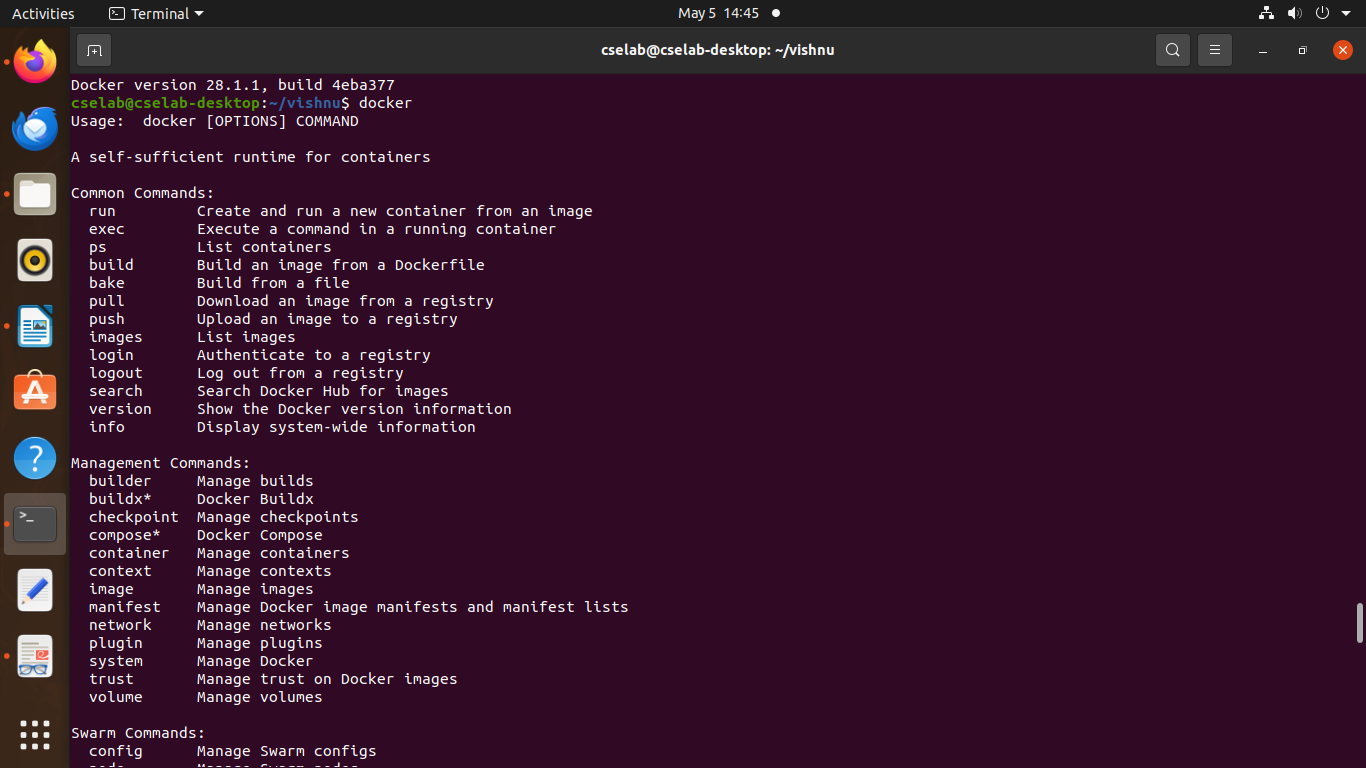 Activities Terminal May 5 14:45
cselab@cselab-desktop: ~/vishnu
Docker version 28.1.1, build 4eba377
cselab@cselab-desktop:~/vishnu$ docker
Usage:  docker [OPTIONS] COMMAND
A self-sufficient runtime for containers
Common Commands:
  run         Create and run a new container from an image
  exec        Execute a command in a running container
  ps          List containers
  build       Build an image from a Dockerfile
  bake        Build from a file
  pull        Download an image from a registry
  push        Upload an image to a registry
  images      List images
  login       Authenticate to a registry
  logout      Log out from a registry
  search      Search Docker Hub for images
  version     Show the Docker version information
  info        Display system-wide information
Management Commands:
  builder     Manage builds
  buildx*     Docker Buildx
  checkpoint  Manage checkpoints
  compose*    Docker Compose
  container   Manage containers
  context     Manage contexts
  image       Manage images
  manifest    Manage Docker image manifests and manifest lists
  network     Manage networks
  plugin      Manage plugins
  system      Manage Docker
  trust       Manage trust on Docker images
  volume      Manage volumes
Swarm Commands:
  config      Manage Swarm configs